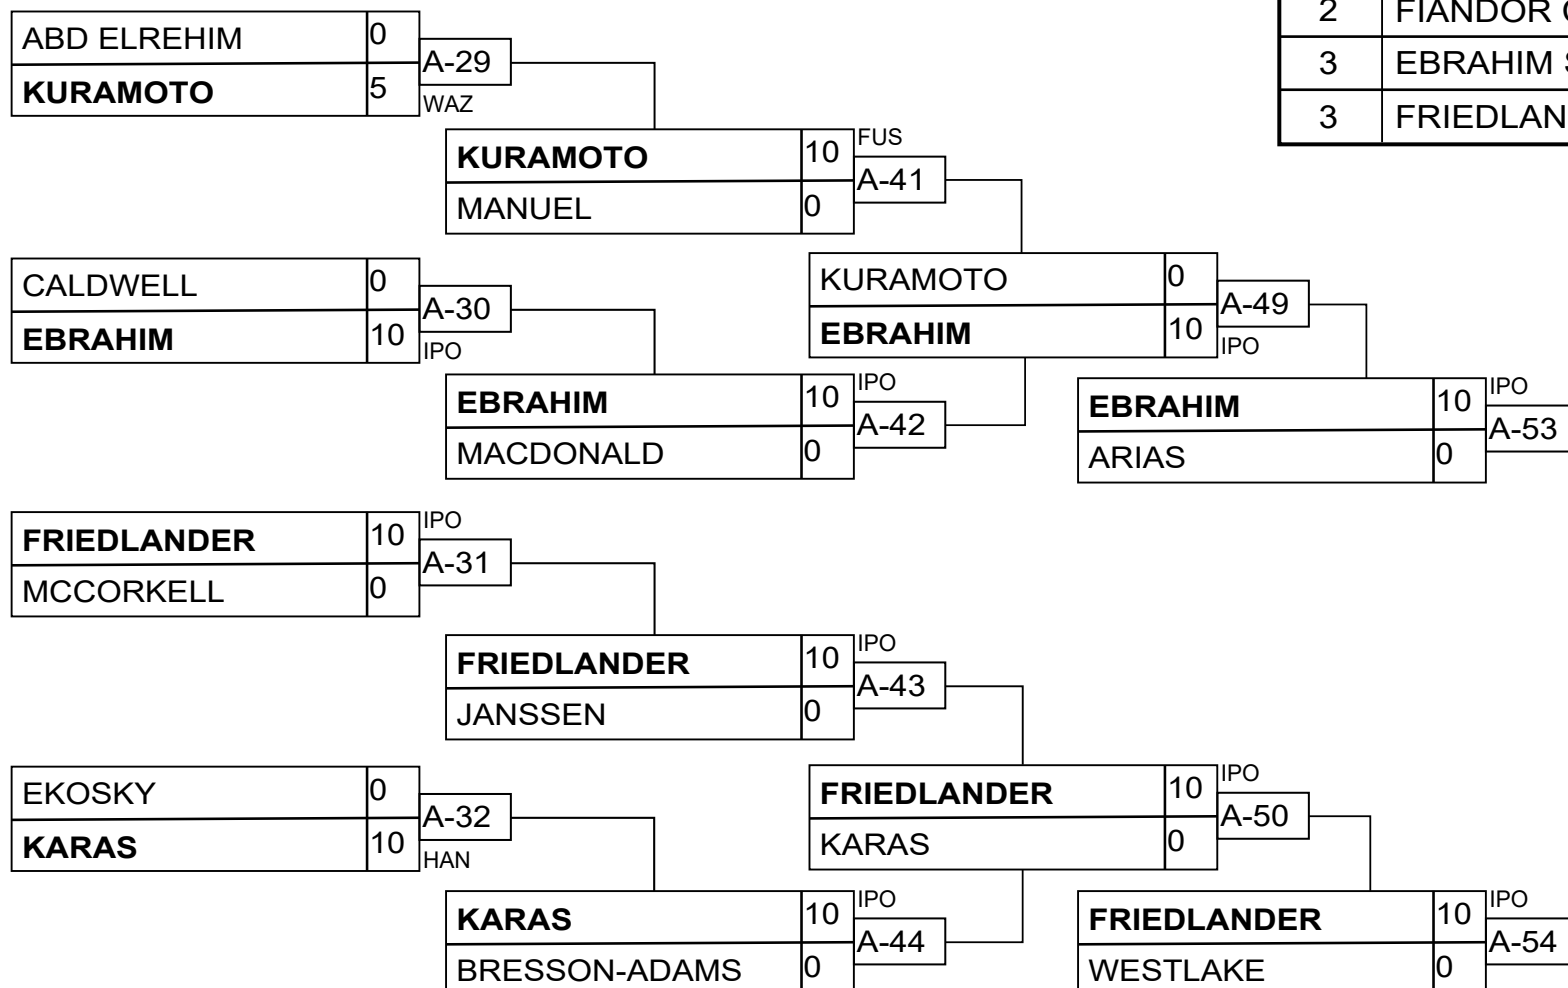 2 FIANDOR
3 EBRAHIM
3 FRIEDLAN
ABD ELREHIM 0
A-29
KURAMOTO 5
WAZ
KURAMOTO 10
FUS
A-41
MANUEL 0
CALDWELL 0
A-30
EBRAHIM 10
IPO
KURAMOTO 0
A-49
EBRAHIM 10
IPO
EBRAHIM 10
IPO
A-42
MACDONALD 0
EBRAHIM 10
IPO
A-53
ARIAS 0
FRIEDLANDER 10
IPO
A-31
MCCORKELL 0
FRIEDLANDER 10
IPO
A-43
JANSSEN 0
EKOSKY 0
A-32
KARAS 10
HAN
FRIEDLANDER 10
IPO
A-50
KARAS 0
KARAS 10
IPO
A-44
BRESSON-ADAMS 0
FRIEDLANDER 10
IPO
A-54
WESTLAKE 0